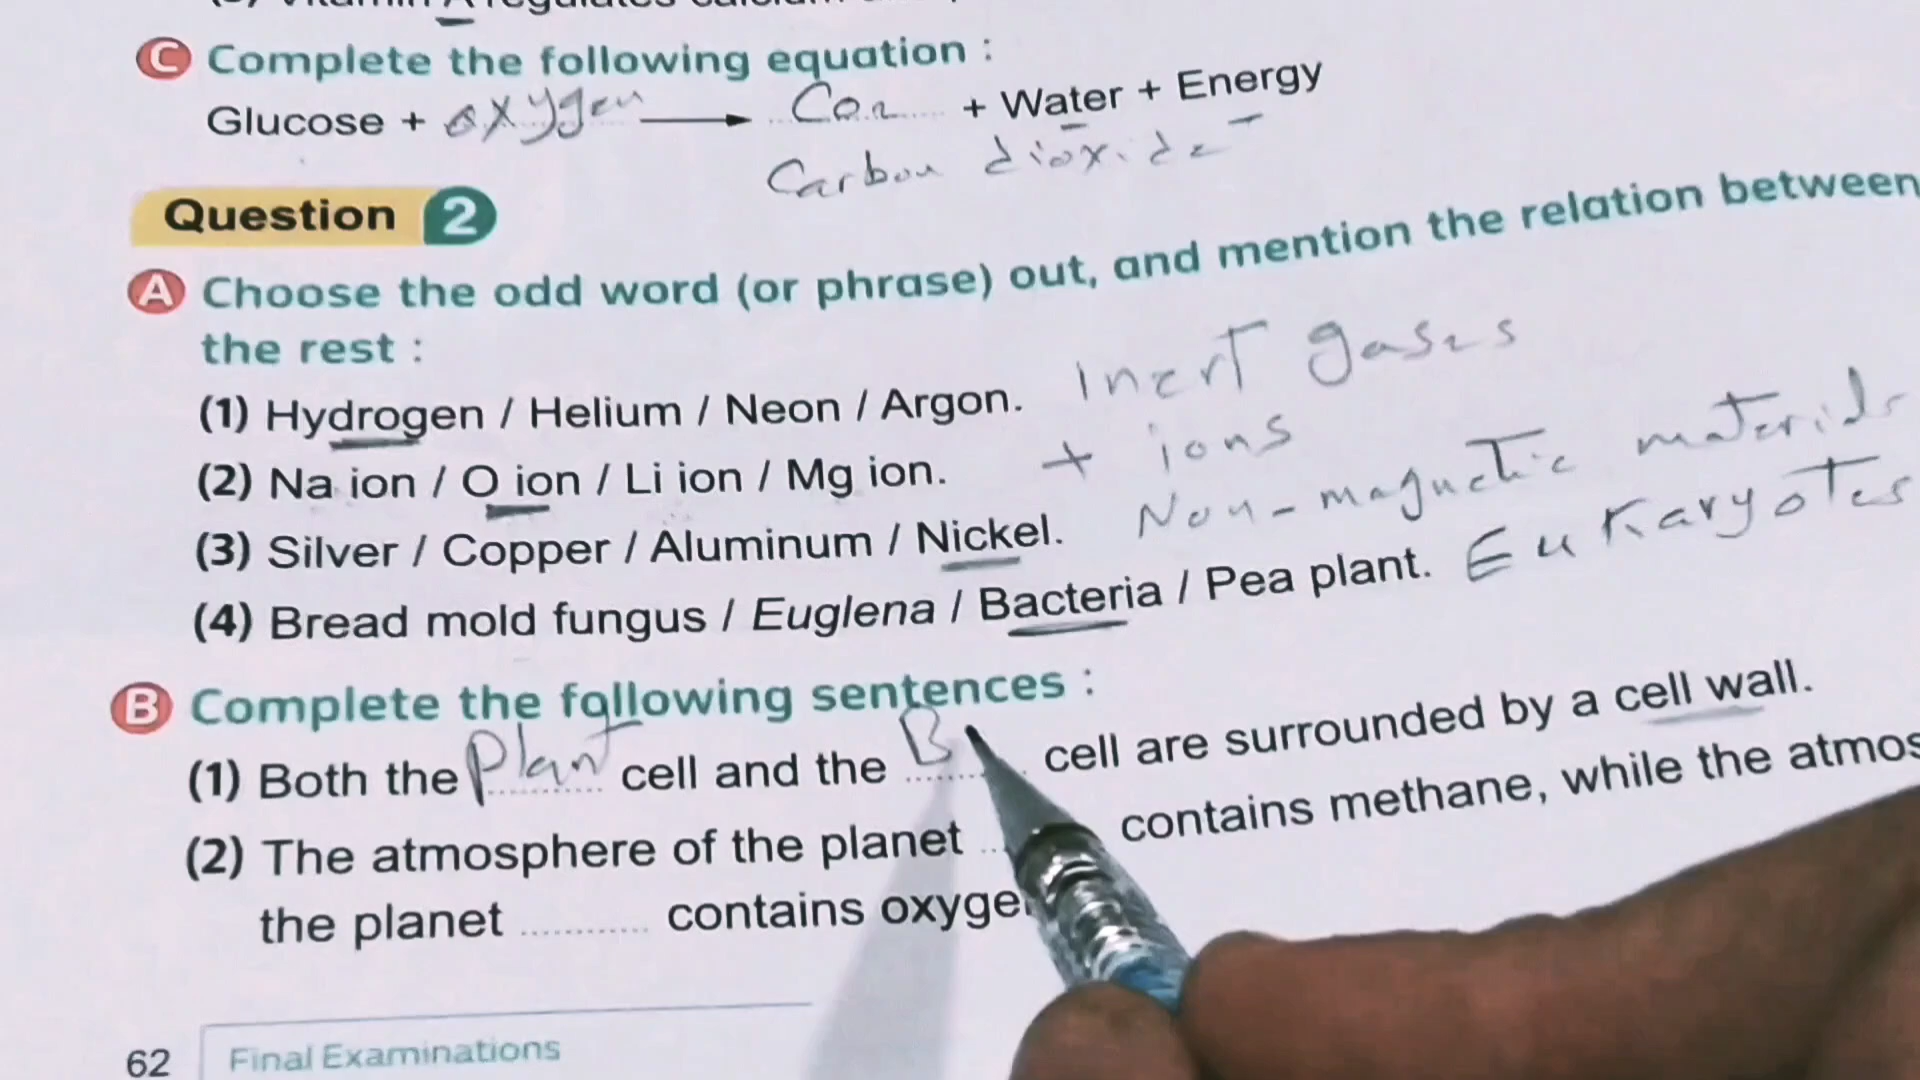 A regulates calcium
C Complete the following equation :
Glucose + oxygen → Co2 + Water + Energy
Carbon dioxide
Question 2
A Choose the odd word (or phrase) out, and mention the relation between
the rest :
(1) Hydrogen / Helium / Neon / Argon. Inert gases
(2) Na ion / O ion / Li ion / Mg ion. + ions
(3) Silver / Copper / Aluminum / Nickel. Non-magnetic materials
(4) Bread mold fungus / Euglena / Bacteria / Pea plant. Eukaryotes
B Complete the following sentences :
(1) Both the Plant cell and the B cell are surrounded by a cell wall.
(2) The atmosphere of the planet ... contains methane, while the atmos
the planet ............ contains oxyge
62 Final Examinations